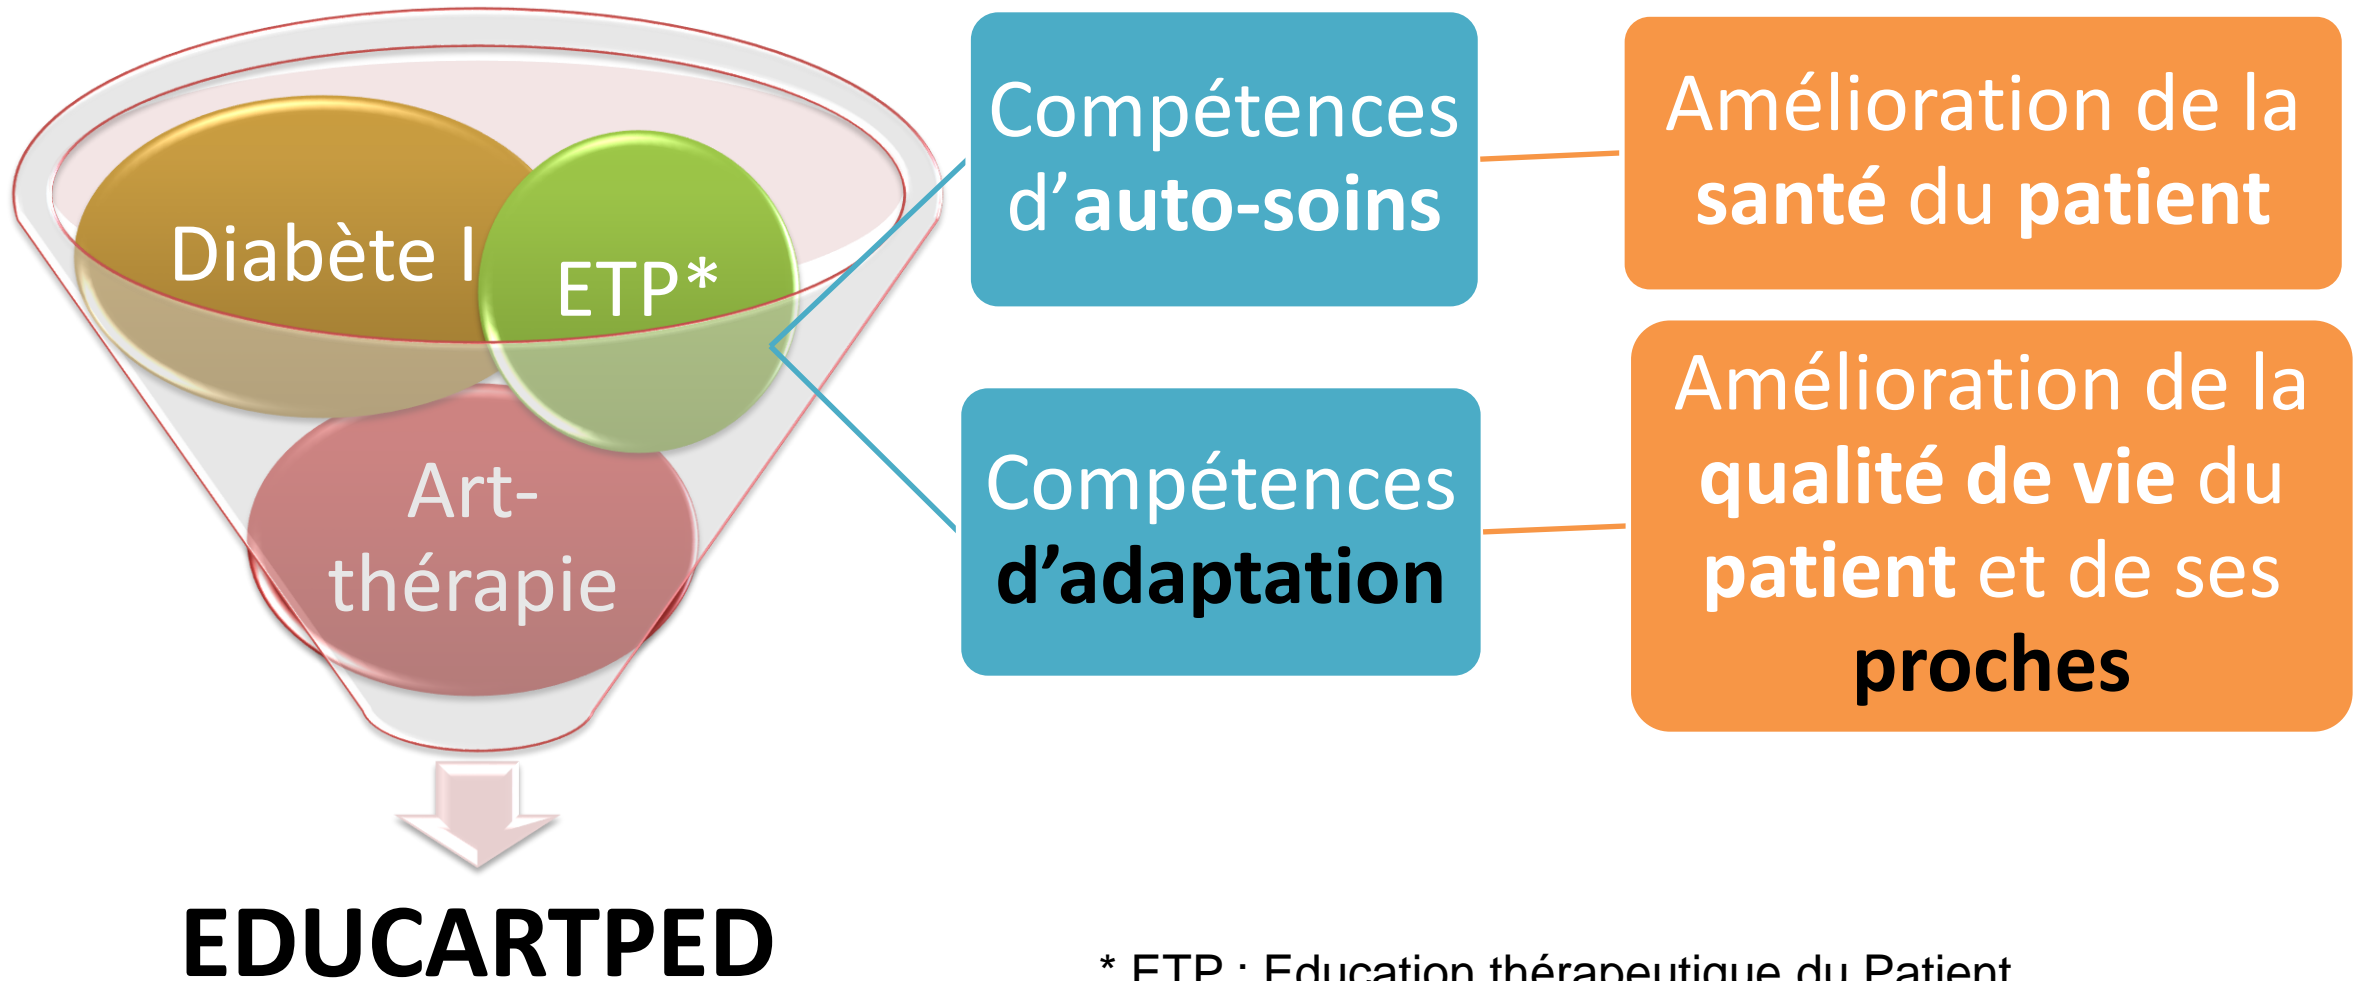 Diabète I
ETP*
Art-
thérapie
EDUCARTPED
Compétences
d’auto-soins
Compétences
d’adaptation
Amélioration de la
santé du patient
Amélioration de la
qualité de vie du
patient et de ses
proches
* ETP : Education thérapeutique du Patient